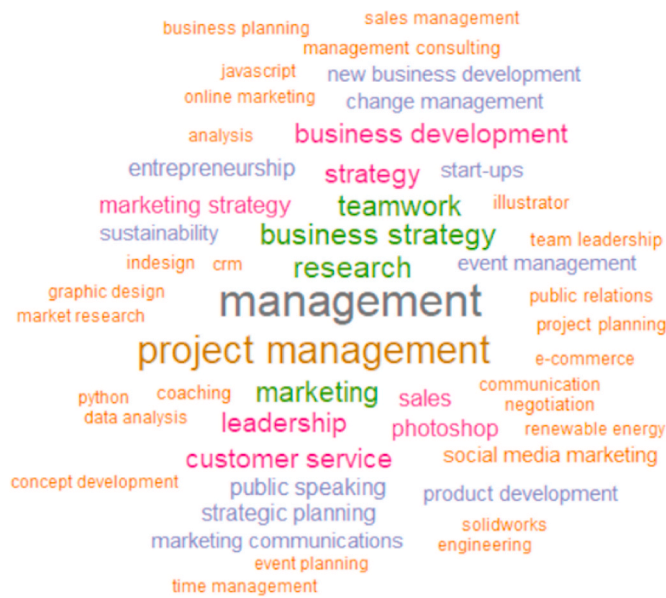 sales management
business planning
management consulting
javascript
new business development
online marketing
change management
analysis
business development
entrepreneurship
strategy
start-ups
marketing strategy
teamwork
illustrator
sustainability
business strategy
team leadership
indesign
crm
research
event management
graphic design
management
public relations
market research
project planning
project management
e-commerce
python
coaching
marketing
sales
communication
negotiation
data analysis
leadership
photoshop
renewable energy
customer service
social media marketing
concept development
public speaking
product development
strategic planning
solidworks
marketing communications
engineering
event planning
time management